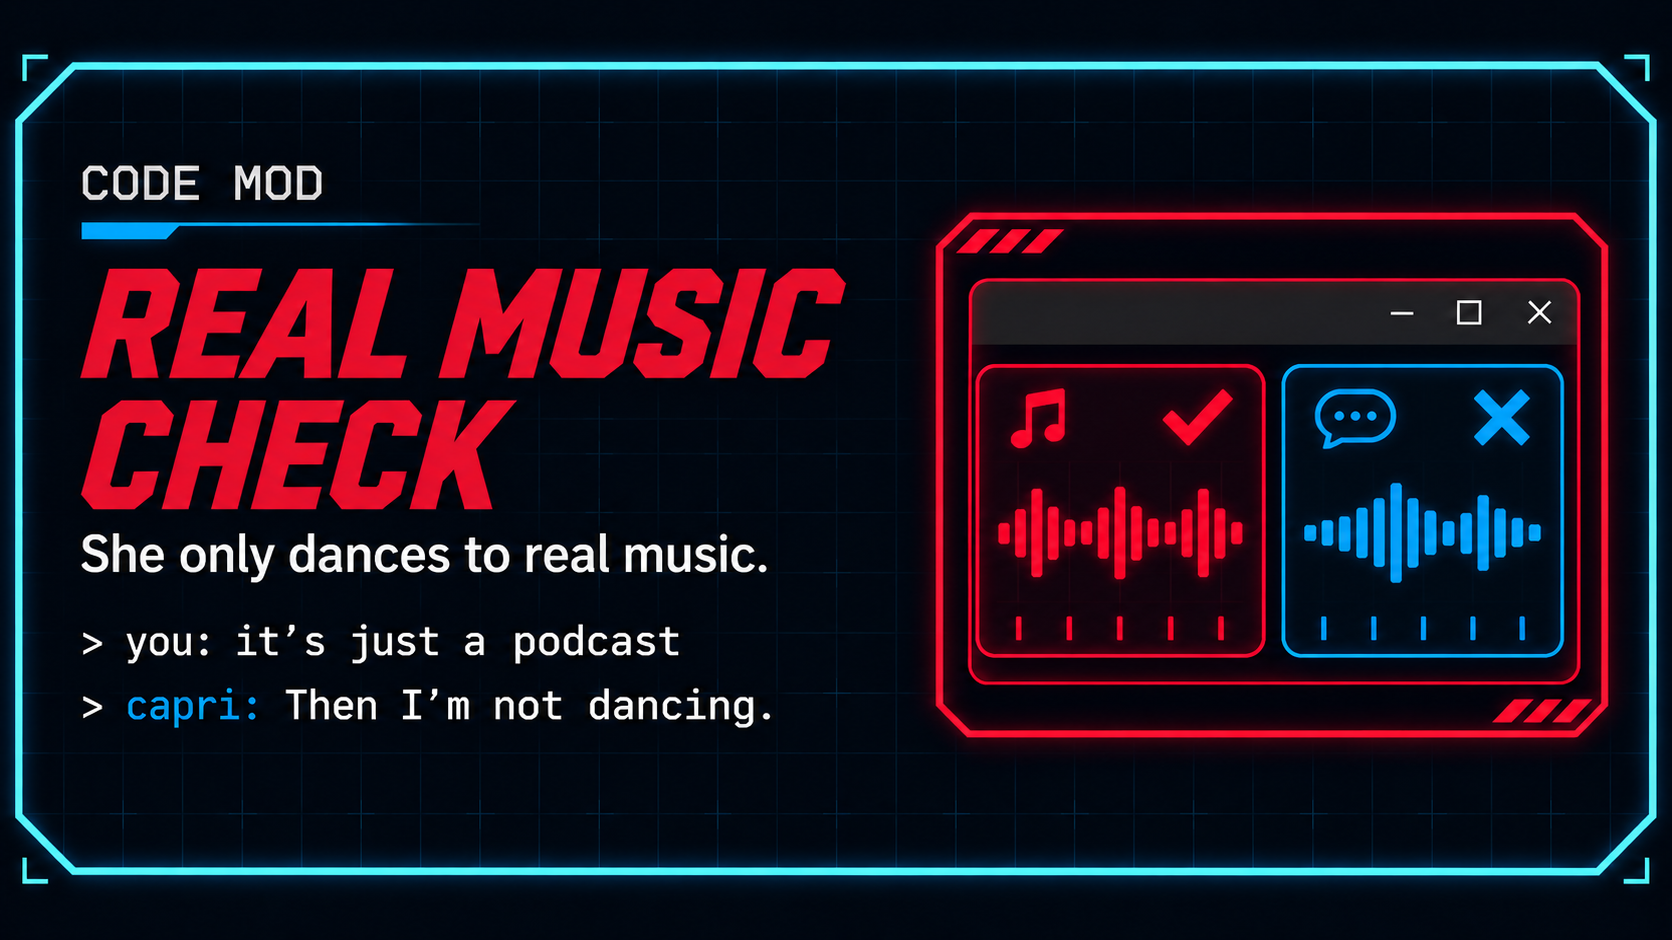 CODE MOD
REAL MUSIC
CHECK
She only dances to real music.
> you: it’s just a podcast
> capri: Then I’m not dancing.